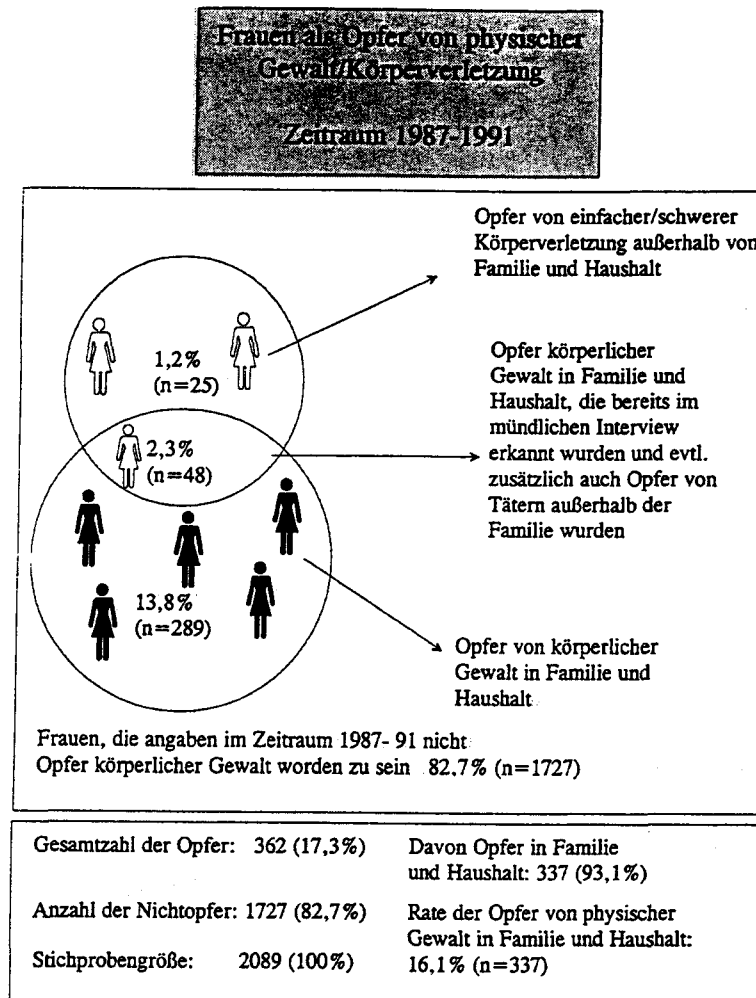 Frauen als Opfer von physischer
Gewalt/Körperverletzung
Zeitraum 1987-1991
Opfer von einfacher/schwerer
Körperverletzung außerhalb von
Familie und Haushalt
1,2%
(n=25)
Opfer körperlicher
Gewalt in Familie und
Haushalt, die bereits im
mündlichen Interview
erkannt wurden und evtl.
zusätzlich auch Opfer von
Tätern außerhalb der
Familie wurden
2,3%
(n=48)
13,8%
(n=289)
Opfer von körperlicher
Gewalt in Familie und
Haushalt
Frauen, die angaben im Zeitraum 1987- 91 nicht
Opfer körperlicher Gewalt worden zu sein 82,7% (n=1727)
Gesamtzahl der Opfer: 362 (17,3%)
Anzahl der Nichtopfer: 1727 (82,7%)
Stichprobengröße: 2089 (100%)
Davon Opfer in Familie
und Haushalt: 337 (93,1%)
Rate der Opfer von physischer
Gewalt in Familie und Haushalt:
16,1% (n=337)